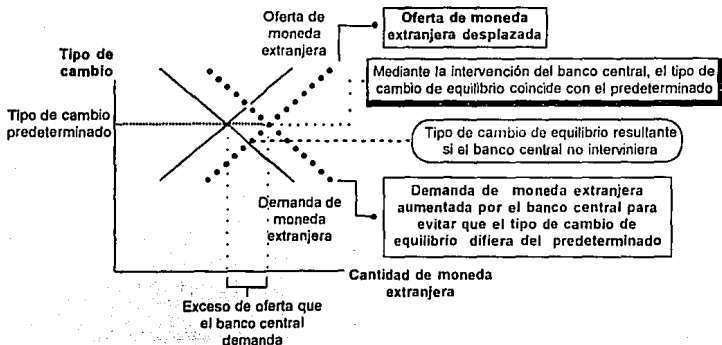 Oferta de
moneda
extranjera
Oferta de moneda
extranjera desplazada
Tipo de
cambio
Mediante la intervención del banco central, el tipo de
cambio de equilibrio coincide con el predeterminado
Tipo de cambio
predeterminado
Tipo de cambio de equilibrio resultante
si el banco central no interviniera
Demanda de
moneda
extranjera
Demanda de moneda extranjera
aumentada por el banco central para
evitar que el tipo de cambio de
equilibrio difiera del predeterminado
Cantidad de moneda
extranjera
Exceso de oferta que
el banco central
demanda